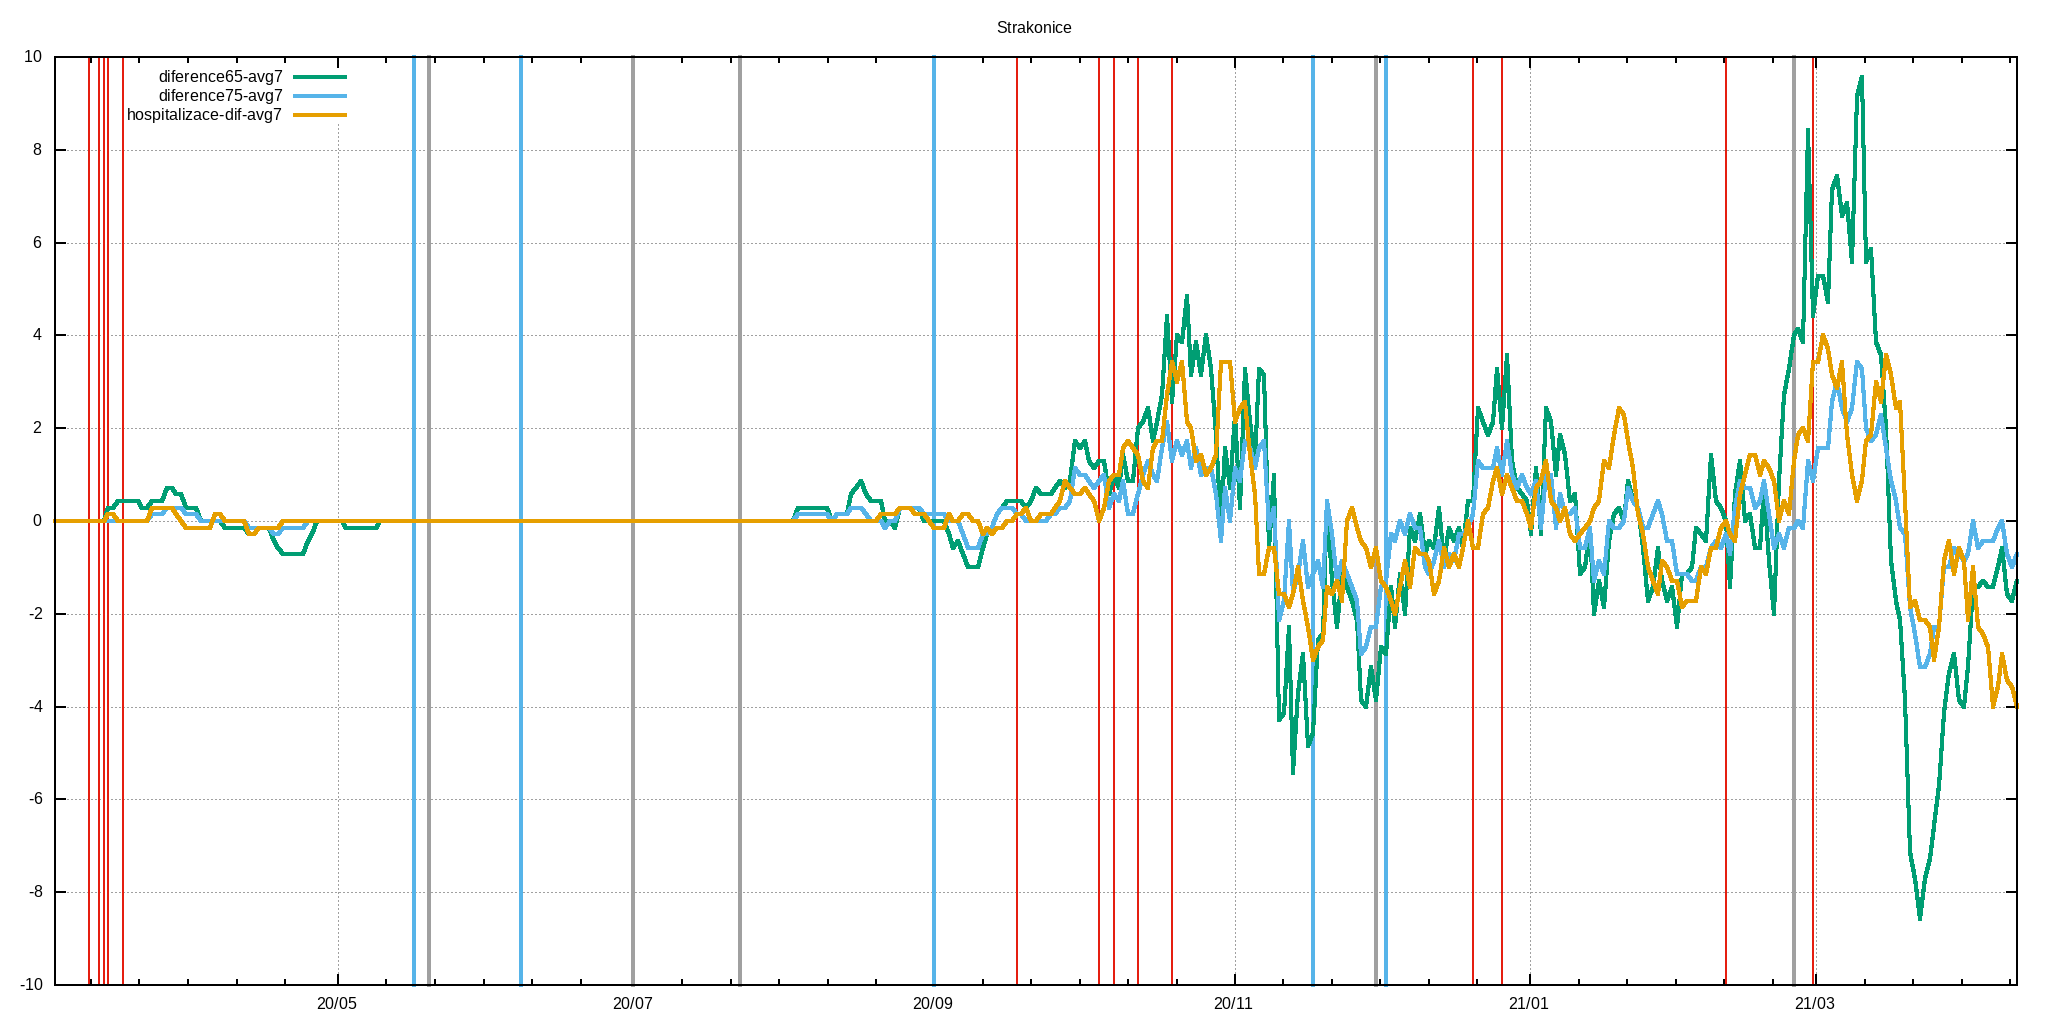 Strakonice
10
diference65-avg7
diference75-avg7
hospitalizace-dif-avg7
8
6
4
2
0
-2
-4
-6
-8
-10
20/05 20/07 20/09 20/11 21/01 21/03